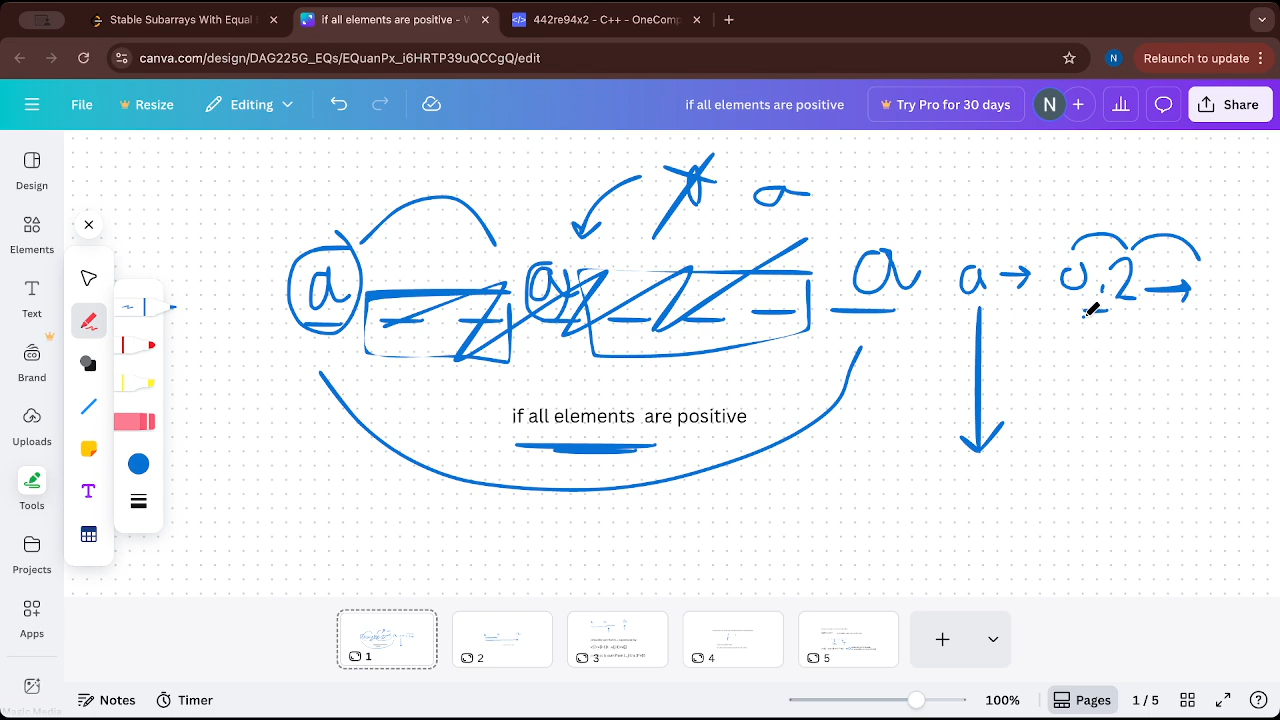 Stable Subarrays With Equal
if all elements are positive - W
442re94x2 - C++ - OneComp
canva.com/design/DAG225G_EQs/EQuanPx_i6HRTP39uQCCgQ/edit
N
Relaunch to update
File
Resize
Editing
if all elements are positive
Try Pro for 30 days
N
Share
Design
Elements
Text
Brand
Uploads
Tools
Projects
Apps
Magic Media
a
a a a a → 0,2 →
if all elements are positive
1
2
3
4
5
Notes
Timer
100%
Pages
1 / 5